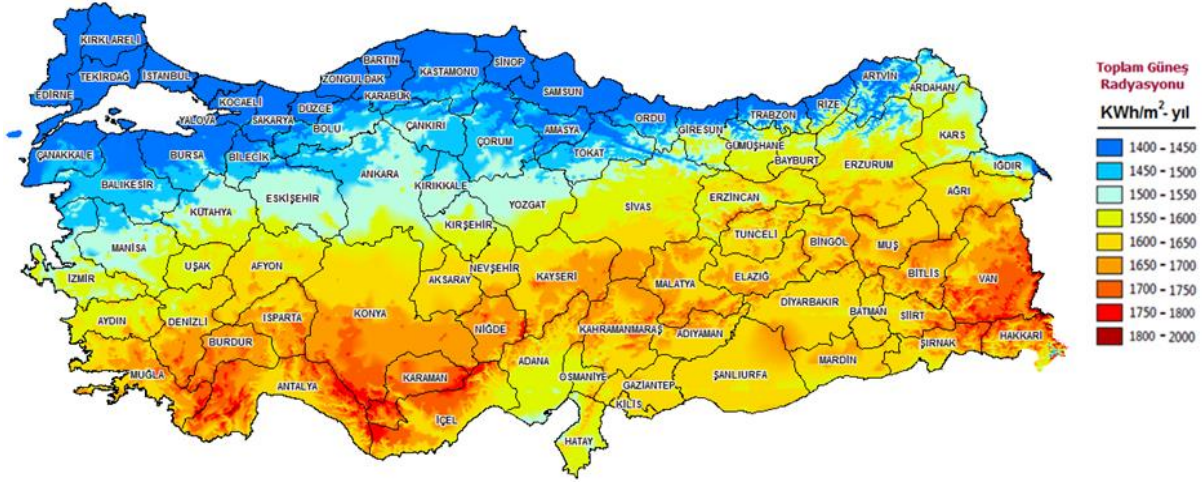 KIRKLARELİ
EDİRNE
TEKİRDAĞ
İSTANBUL
KOCAELİ
YALOVA
SAKARYA
DÜZCE
ZONGULDAK
BARTIN
KARABÜK
KASTAMONU
SİNOP
SAMSUN
ORDU
GİRESUN
TRABZON
RİZE
ARTVİN
ARDAHAN
ÇANAKKALE
BURSA
BİLECİK
BOLU
ÇANKIRI
ÇORUM
AMASYA
TOKAT
GÜMÜŞHANE
BAYBURT
ERZURUM
KARS
IĞDIR
BALIKESİR
KÜTAHYA
ESKİŞEHİR
ANKARA
KIRIKKALE
YOZGAT
SİVAS
ERZİNCAN
AĞRI
MANİSA
İZMİR
UŞAK
AFYON
KIRŞEHİR
NEVŞEHİR
AKSARAY
KAYSERİ
MALATYA
TUNCELİ
ELAZIĞ
BİNGÖL
MUŞ
BİTLİS
VAN
AYDIN
DENİZLİ
ISPARTA
BURDUR
KONYA
NİĞDE
KAHRAMANMARAŞ
ADIYAMAN
DİYARBAKIR
BATMAN
SİİRT
ŞIRNAK
HAKKARİ
MUĞLA
ANTALYA
KARAMAN
İÇEL
ADANA
OSMANİYE
GAZİANTEP
KİLİS
ŞANLIURFA
MARDİN
HATAY
Toplam Güneş
Radyasyonu
KWh/m²- yıl
1400 - 1450
1450 - 1500
1500 - 1550
1550 - 1600
1600 - 1650
1650 - 1700
1700 - 1750
1750 - 1800
1800 - 2000